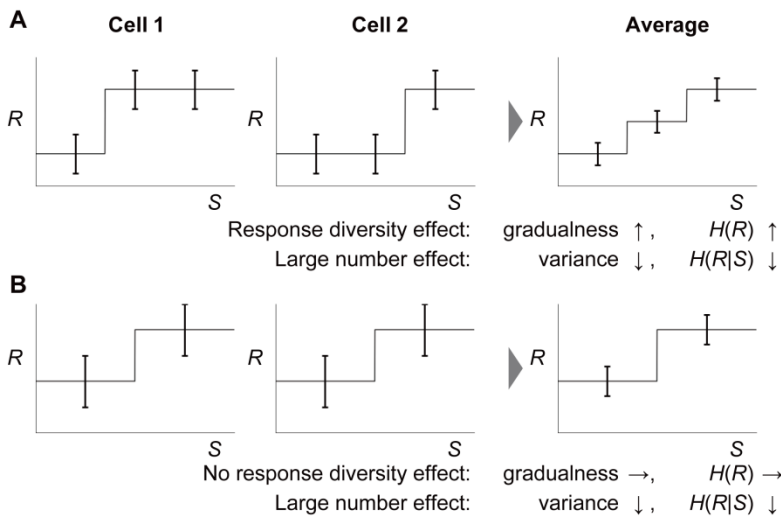 A
Cell 1 Cell 2 Average
R R R
S S S
Response diversity effect: gradualness ↑ , H(R) ↑
Large number effect: variance ↓ , H(R|S) ↓
B
R R R
S S S
No response diversity effect: gradualness →, H(R) →
Large number effect: variance ↓ , H(R|S) ↓